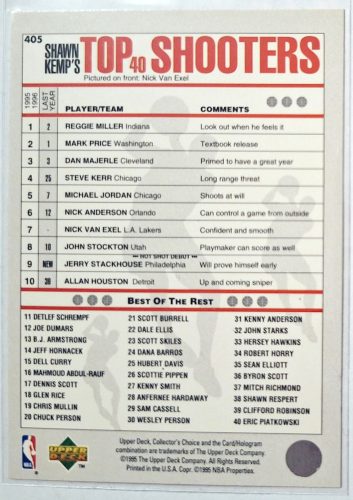 405
SHAWN KEMP'S TOP 40 SHOOTERS
Pictured on front: Nick Van Exel
1995 1996 LAST YEAR PLAYER/TEAM COMMENTS
1 2 REGGIE MILLER Indiana Look out when he feels it
2 1 MARK PRICE Washington Textbook release
3 3 DAN MAJERLE Cleveland Primed to have a great year
4 25 STEVE KERR Chicago Long range threat
5 7 MICHAEL JORDAN Chicago Shoots at will
6 12 NICK ANDERSON Orlando Can control a game from outside
7 - NICK VAN EXEL L.A. Lakers Confident and smooth
8 10 JOHN STOCKTON Utah Playmaker can score as well
HOT SHOT DEBUT
9 NEW JERRY STACKHOUSE Philadelphia Will prove himself early
10 36 ALLAN HOUSTON Detroit Up and coming sniper
BEST OF THE REST
11 DETLEF SCHREMPF 21 SCOTT BURRELL 31 KENNY ANDERSON
12 JOE DUMARS 22 DALE ELLIS 32 JOHN STARKS
13 B.J. ARMSTRONG 23 SCOTT SKILES 33 HERSEY HAWKINS
14 JEFF HORNACEK 24 DANA BARROS 34 ROBERT HORRY
15 DELL CURRY 25 HUBERT DAVIS 35 SEAN ELLIOTT
16 MAHMOUD ABDUL-RAUF 26 SCOTTIE PIPPEN 36 BYRON SCOTT
17 DENNIS SCOTT 27 KENNY SMITH 37 MITCH RICHMOND
18 GLEN RICE 28 ANFERNEE HARDAWAY 38 SHAWN RESPERT
19 CHRIS MULLIN 29 SAM CASSELL 39 CLIFFORD ROBINSON
20 CHUCK PERSON 30 WESLEY PERSON 40 ERIC PIATKOWSKI
NBA UPPER DECK TM
Upper Deck, Collector's Choice and the Card/Hologram
combination are trademarks of The Upper Deck Company.
©1995 The Upper Deck Company. All Rights Reserved.
Printed in the U.S.A. Copr. ©1995 NBA Properties.